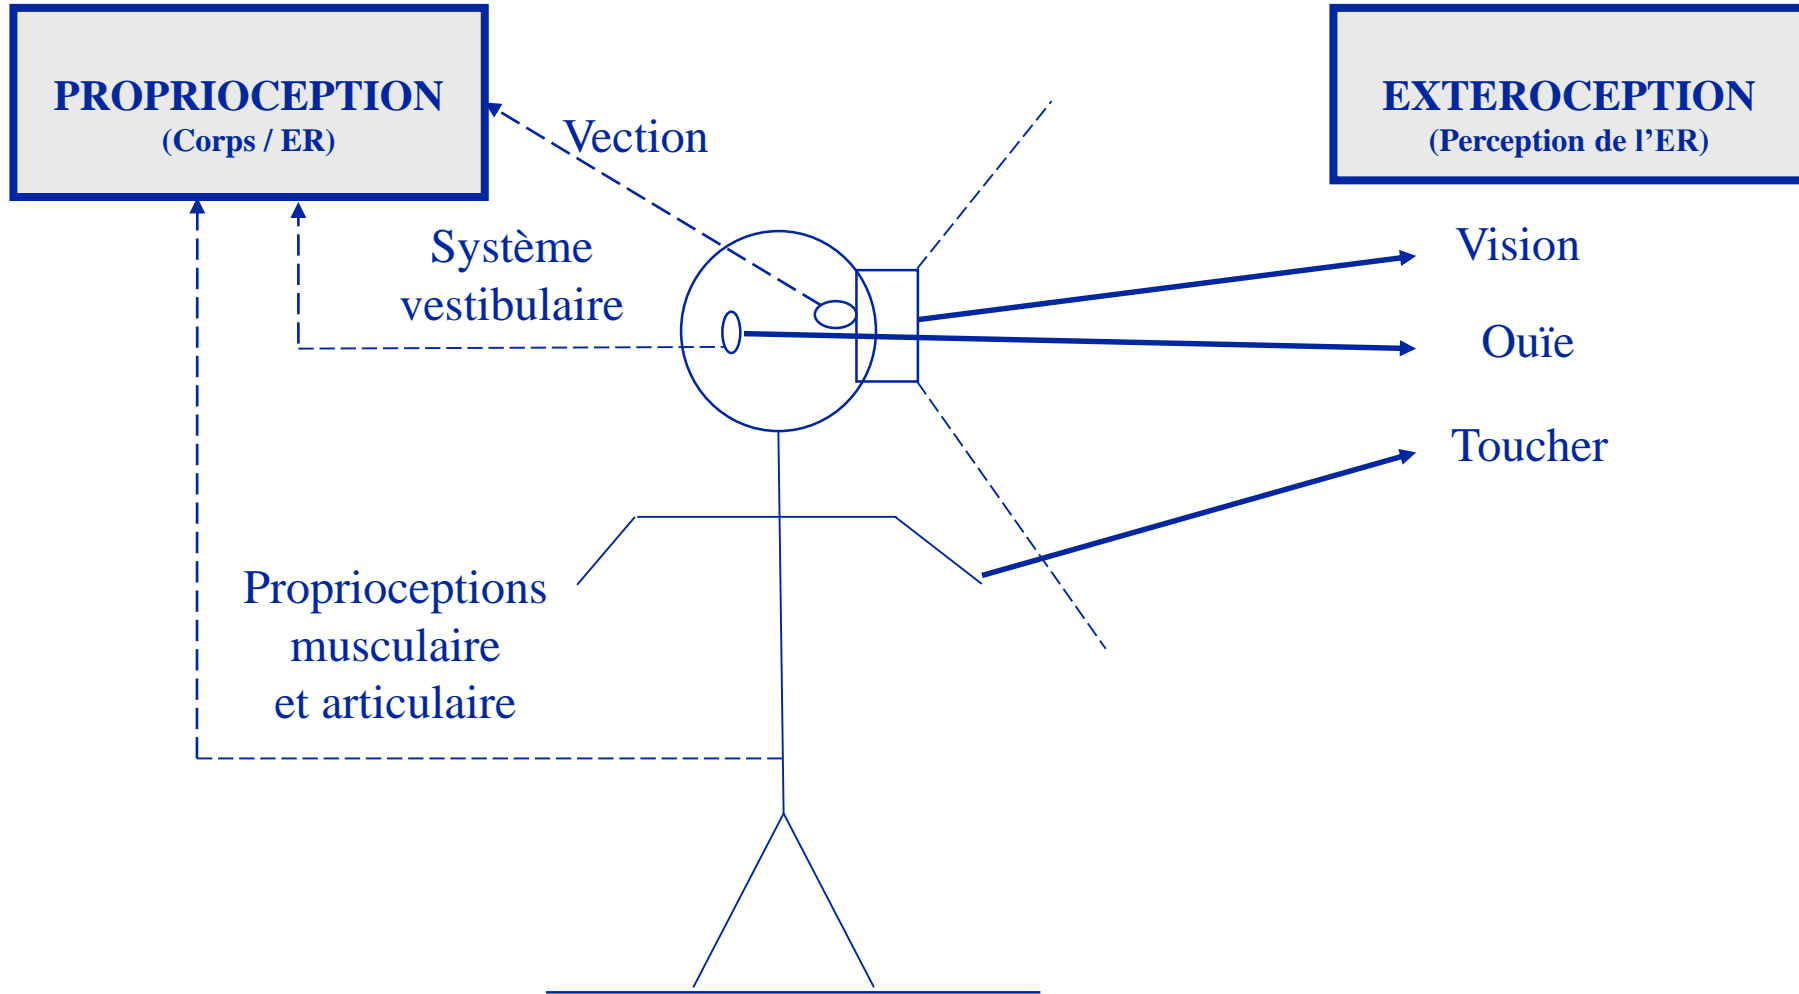 PROPRIOCEPTION
(Corps / ER)
EXTEROCEPTION
(Perception de l’ER)
Vection
Système
vestibulaire
Vision
Ouïe
Toucher
Proprioceptions
musculaire
et articulaire